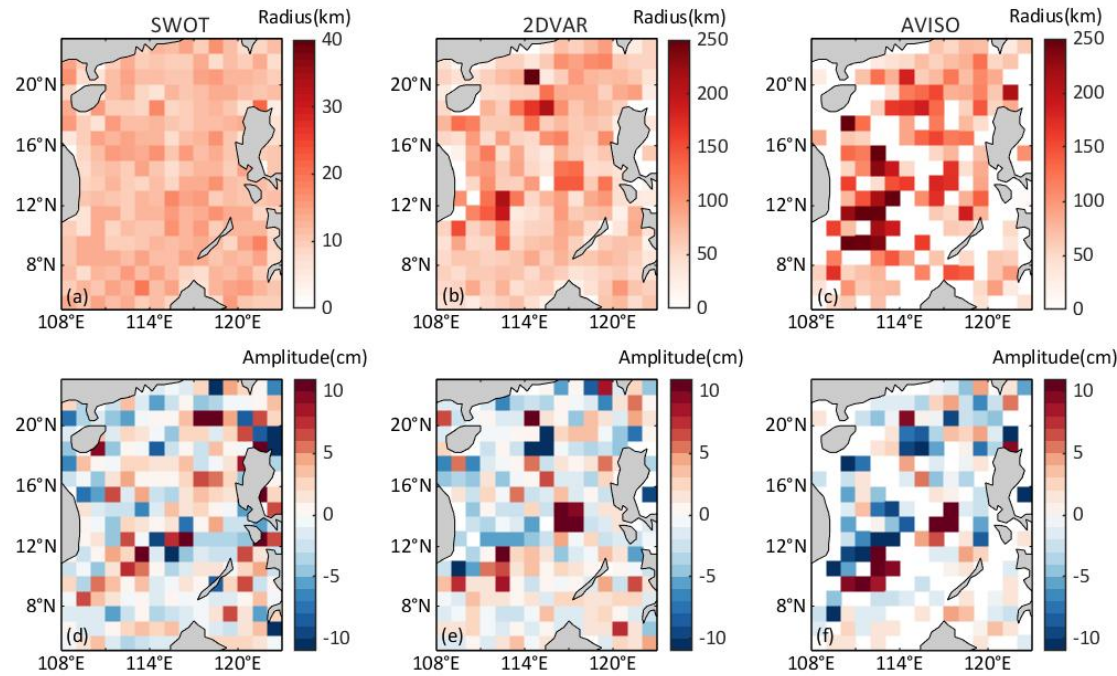 SWOT Radius(km)
2DVAR Radius(km)
AVISO Radius(km)
20°N 40
16°N 30
12°N 20
8°N 10
(a) 0
108°E 114°E 120°E
20°N 250
16°N 200
150
12°N 100
8°N 50
(b) 0
108°E 114°E 120°E
20°N 250
16°N 200
150
12°N 100
8°N 50
(c) 0
108°E 114°E 120°E
Amplitude(cm)
Amplitude(cm)
Amplitude(cm)
20°N 10
16°N 5
0
12°N -5
8°N -10
(d)
108°E 114°E 120°E
20°N 10
16°N 5
0
12°N -5
8°N -10
(e)
108°E 114°E 120°E
20°N 10
16°N 5
0
12°N -5
8°N -10
(f)
108°E 114°E 120°E